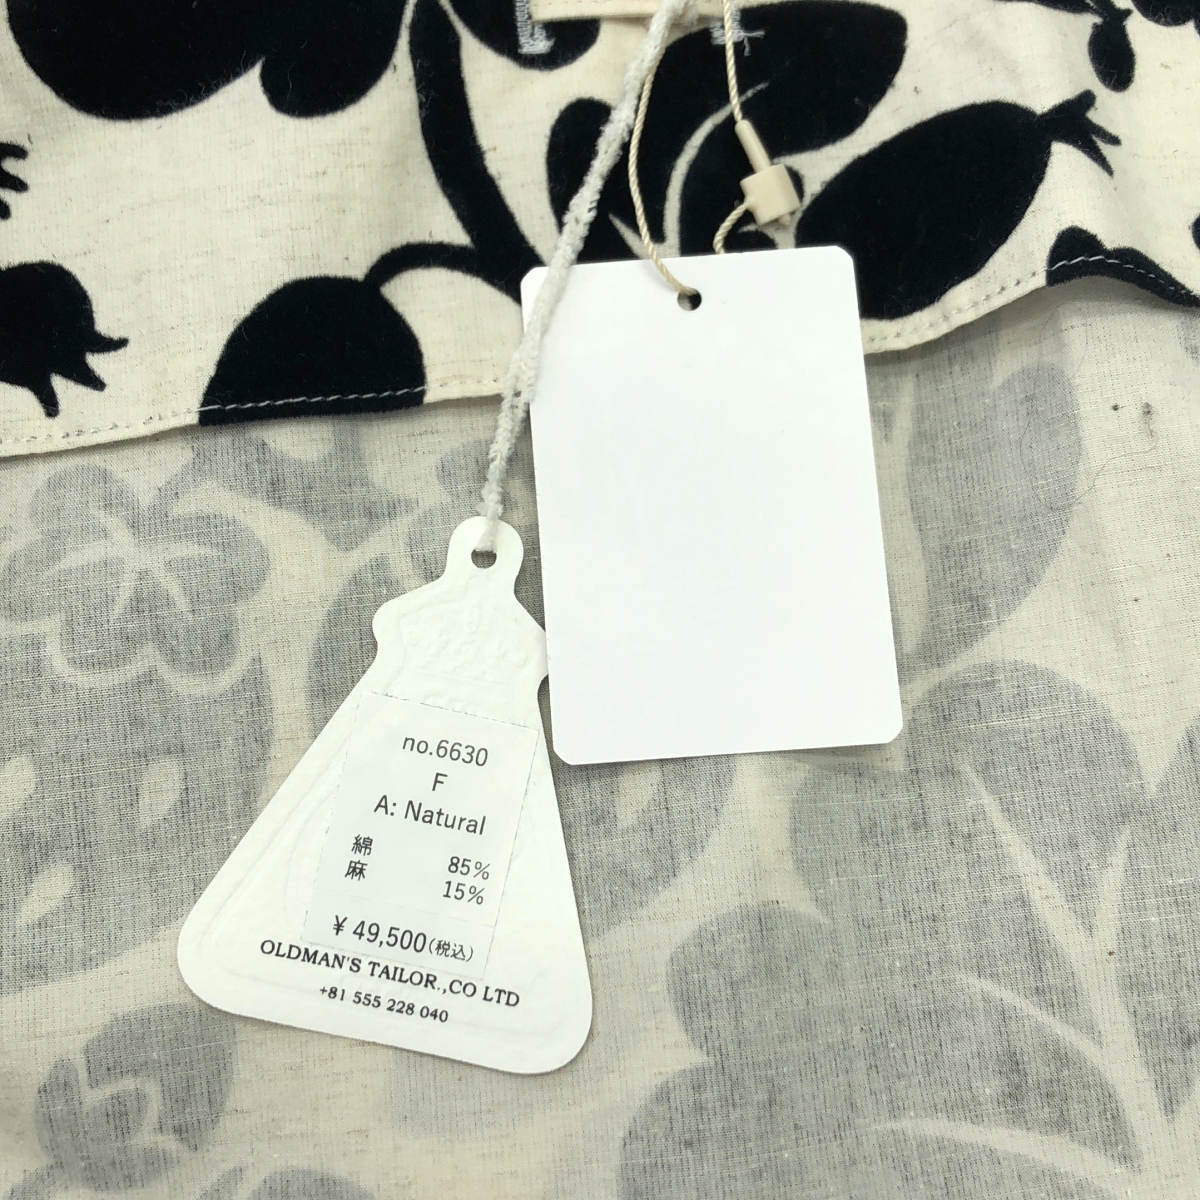 no.6630
F
A: Natural
綿 85%
麻 15%
¥ 49,500(税込)
OLDMAN'S TAILOR.,CO LTD
+81 555 228 040